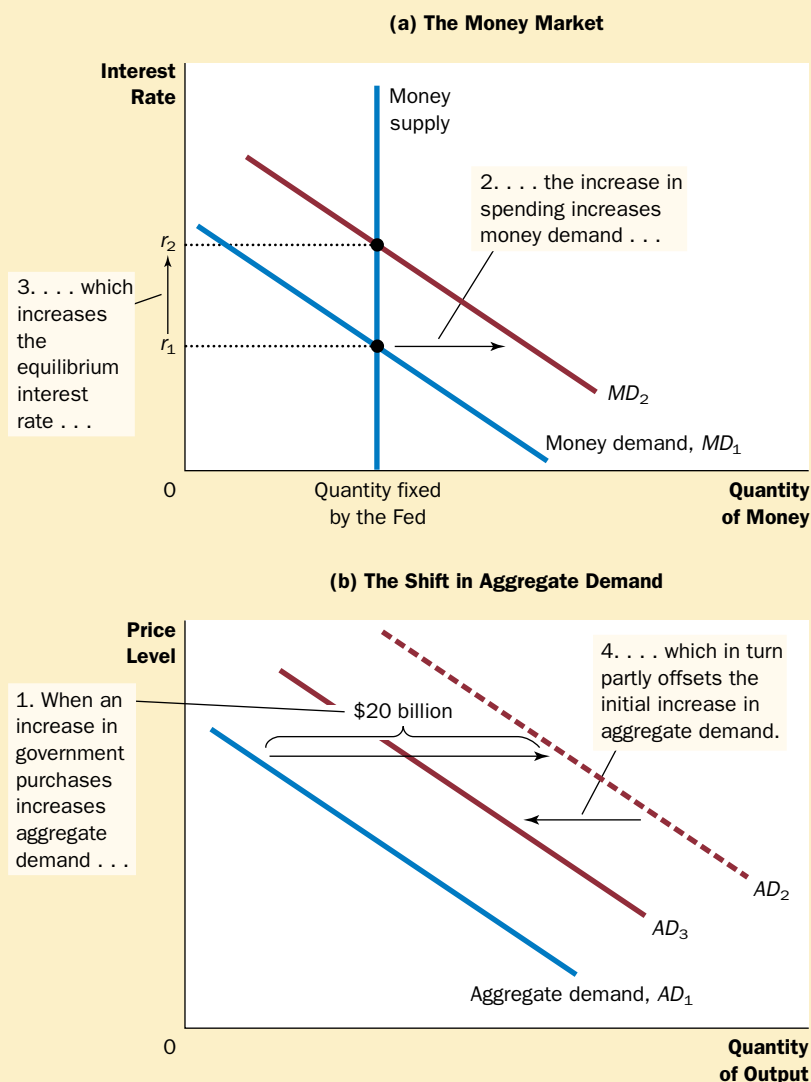 (a) The Money Market
Interest
Rate
Money
supply
2. . . . the increase in
spending increases
money demand . . .
r2
3. . . . which
increases
the
equilibrium
interest
rate . . .
r1
MD2
Money demand, MD1
0
Quantity fixed
by the Fed
Quantity
of Money
(b) The Shift in Aggregate Demand
Price
Level
4. . . . which in turn
partly offsets the
initial increase in
aggregate demand.
1. When an
increase in
government
purchases
increases
aggregate
demand . . .
$20 billion
AD2
AD3
Aggregate demand, AD1
0
Quantity
of Output